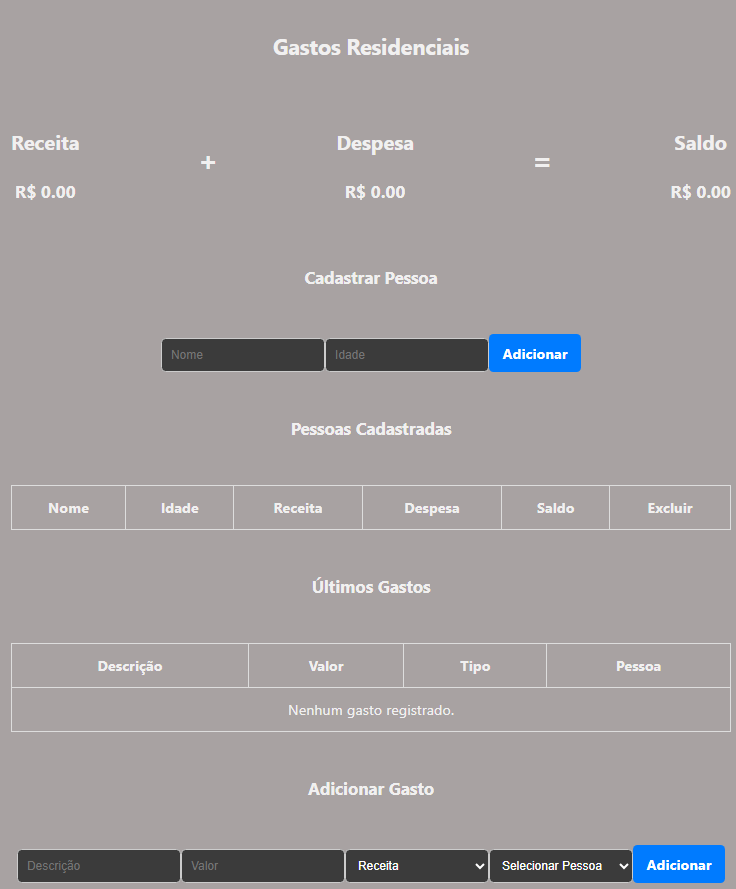 Gastos Residenciais
Receita + Despesa = Saldo
R$ 0.00 R$ 0.00 R$ 0.00
Cadastrar Pessoa
Nome Idade Adicionar
Pessoas Cadastradas
Nome Idade Receita Despesa Saldo Excluir
Últimos Gastos
Descrição Valor Tipo Pessoa
Nenhum gasto registrado.
Adicionar Gasto
Descrição Valor Receita Selecionar Pessoa Adicionar